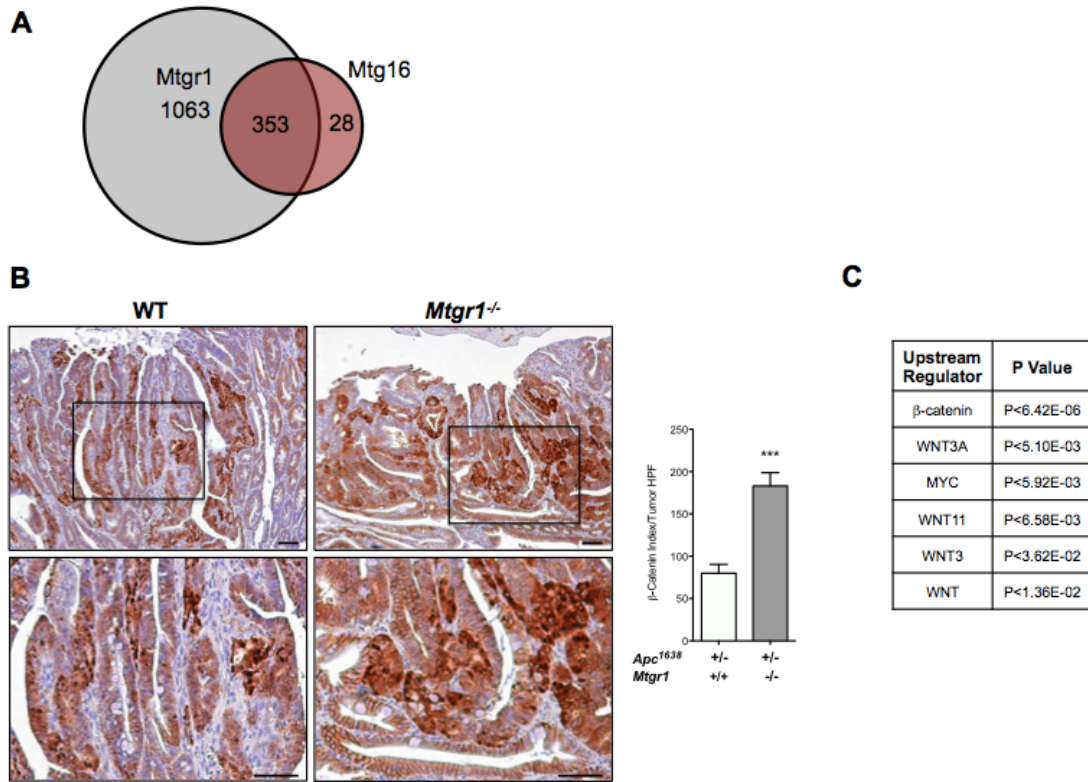 A
Mtgr1
1063
353
28
Mtg16
B
WT
Mtgr1-/-
β-Catenin Index/Tumor HPF
250
200
150
100
50
0
***
Apc1638 +/- +/-
Mtgr1 +/+ -/-
C
Upstream Regulator P Value
β-catenin P<6.42E-06
WNT3A P<5.10E-03
MYC P<5.92E-03
WNT11 P<6.58E-03
WNT3 P<3.62E-02
WNT P<1.36E-02